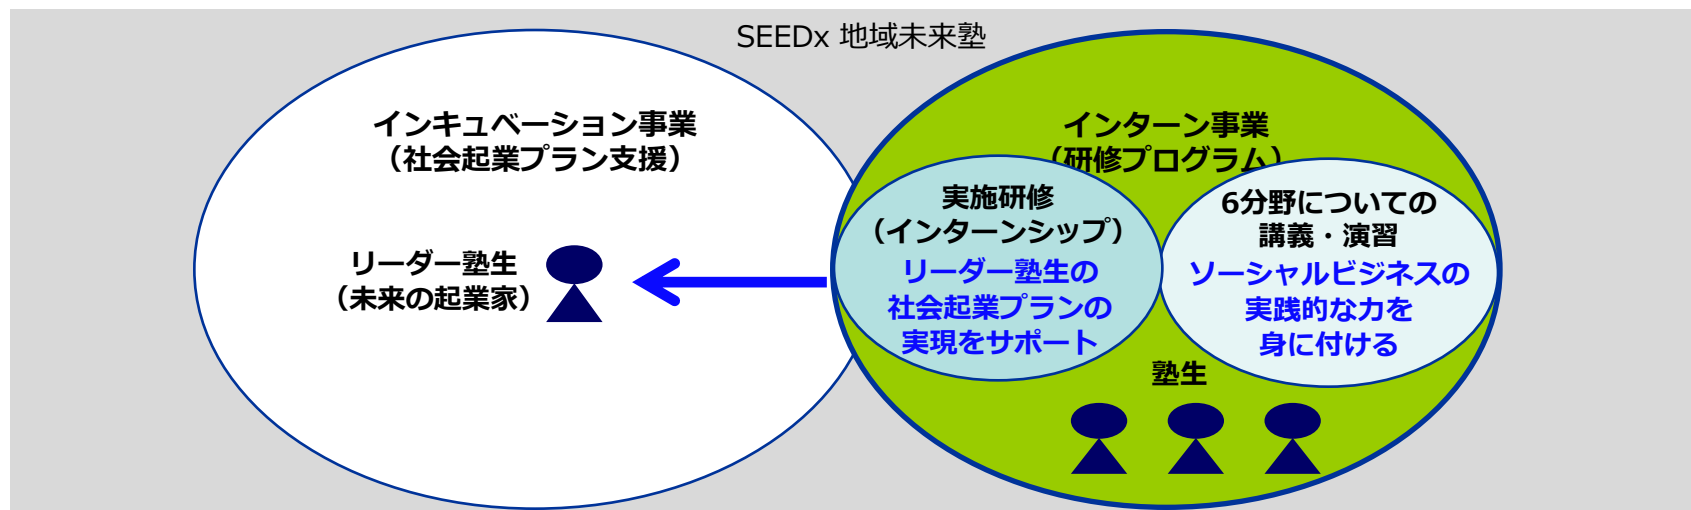 SEEDx 地域未来塾
インキュベーション事業
（社会起業プラン支援）
リーダー塾生
（未来の起業家）
インターン事業
（研修プログラム）
実施研修
（インターンシップ）
リーダー塾生の
社会起業プランの
実現をサポート
6分野についての
講義・演習
ソーシャルビジネスの
実践的な力を
身に付ける
塾生